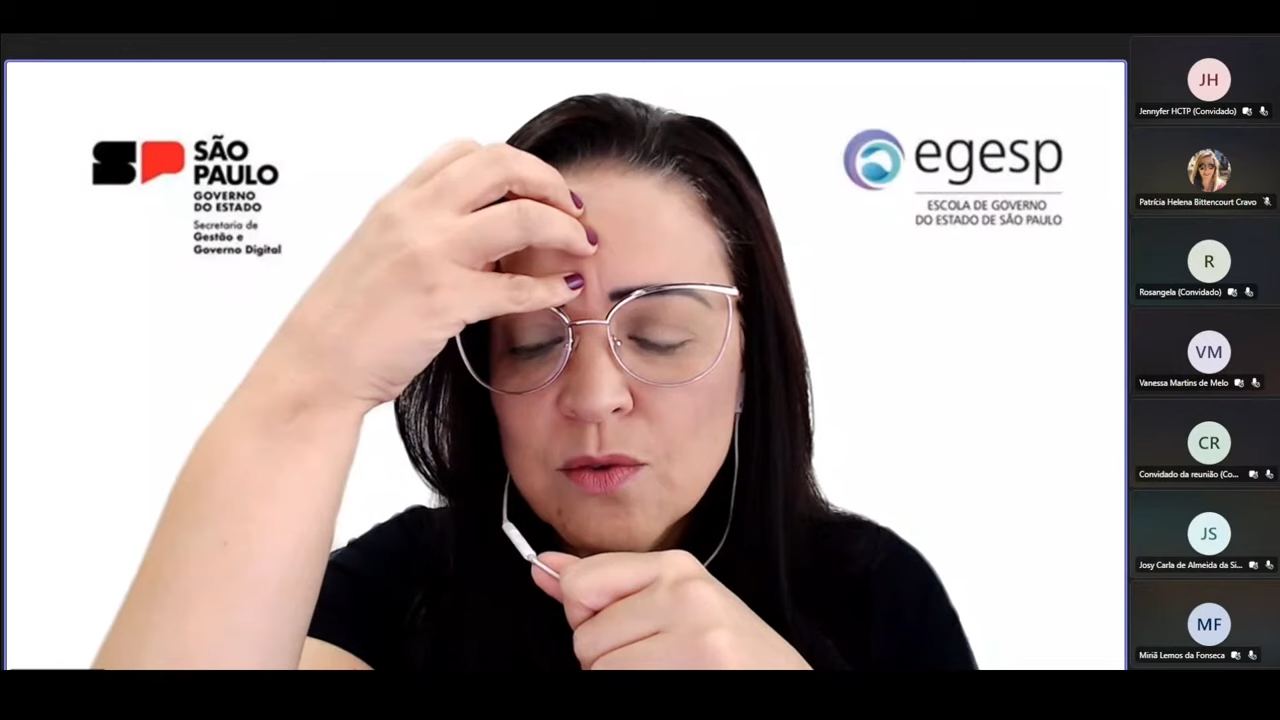 SP
SÃO
PAULO
GOVERNO
DO ESTADO
Secretaria de
Gestão e
Governo Digital
egesp
ESCOLA DE GOVERNO
DO ESTADO DE SÃO PAULO
JH
Jennyfer HCTP (Convidado)
Patrícia Helena Bittencourt Cravo
R
Rosangela (Convidado)
VM
Vanessa Martins de Melo
CR
Convidado da reunião (Co...
JS
Josy Carla de Almeida da Si...
MF
Miriã Lemos da Fonseca